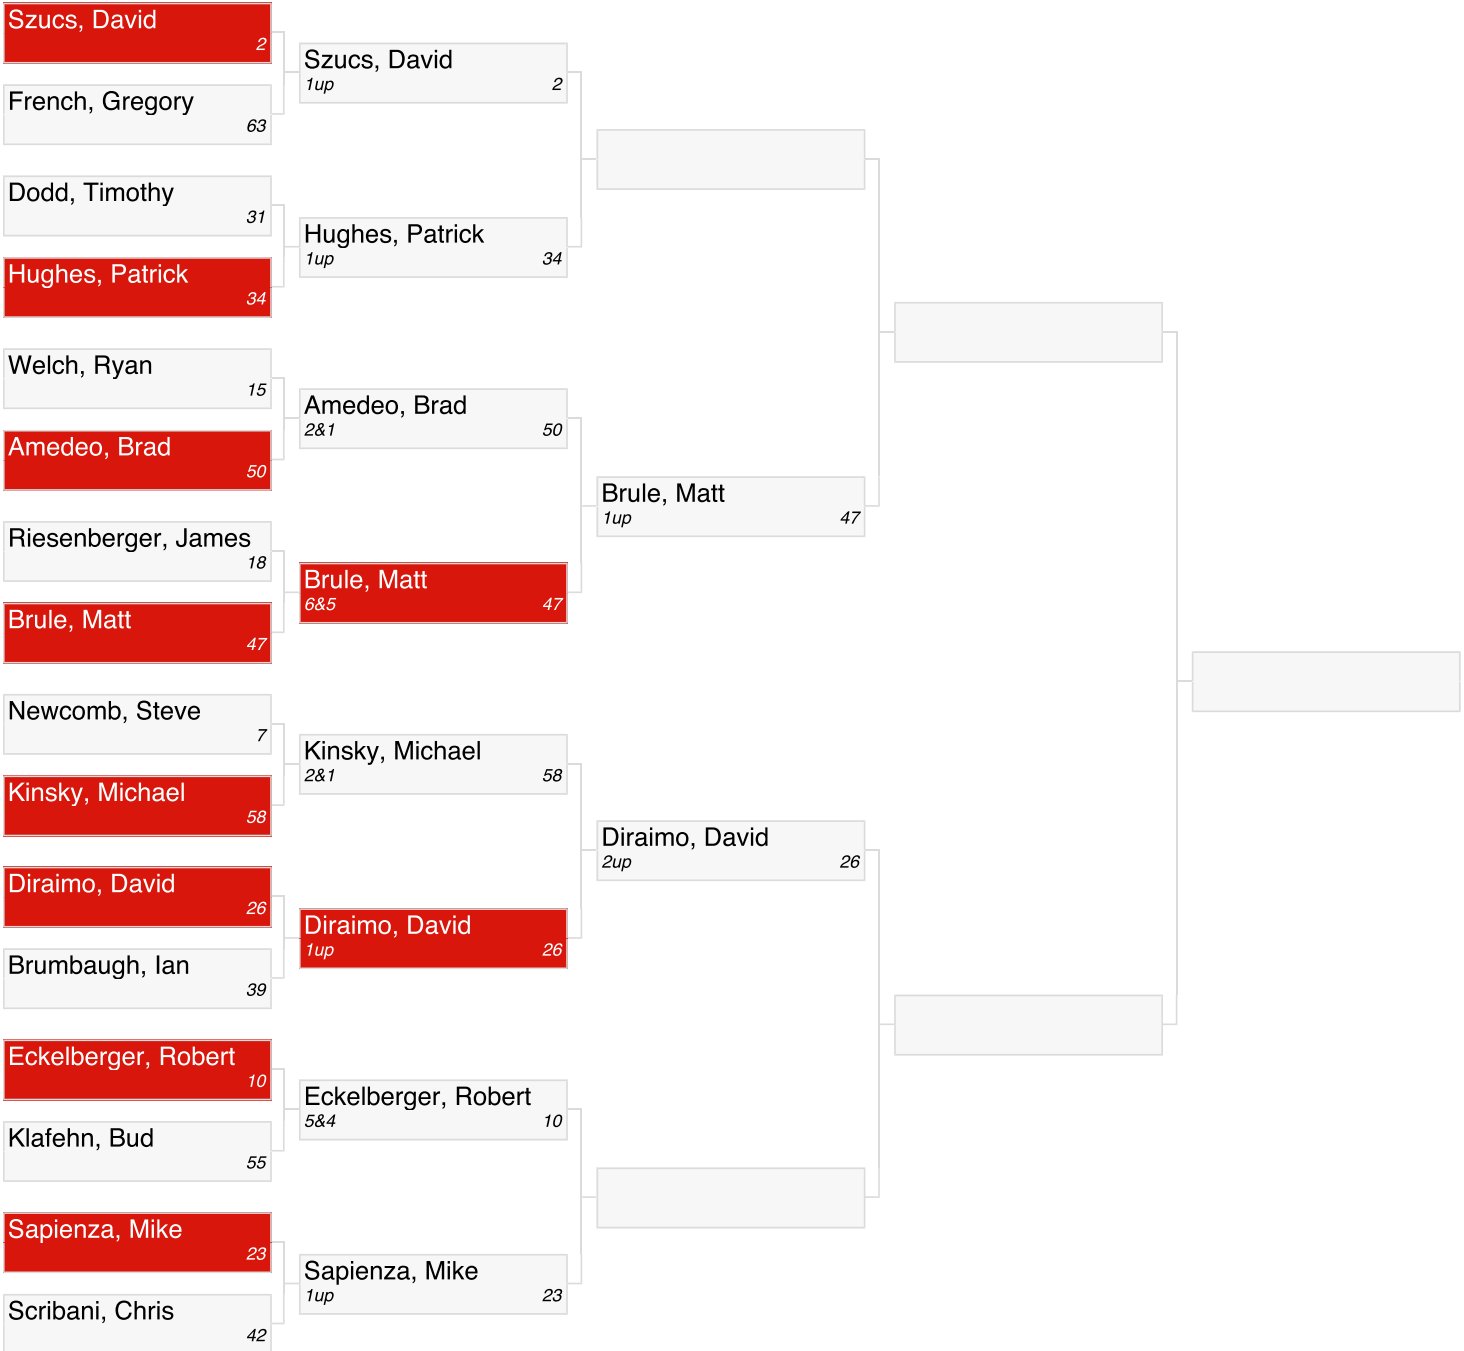 Szucs, David
2
French, Gregory
63
Dodd, Timothy
31
Hughes, Patrick
34
Welch, Ryan
15
Amedeo, Brad
50
Riesenberger, James
18
Brule, Matt
47
Newcomb, Steve
7
Kinsky, Michael
58
Diraimo, David
26
Brumbaugh, Ian
39
Eckelberger, Robert
10
Klafehn, Bud
55
Sapienza, Mike
23
Scribani, Chris
42
Szucs, David
1up 2
Hughes, Patrick
1up 34
Amedeo, Brad
2&1 50
Brule, Matt
6&5 47
Kinsky, Michael
2&1 58
Diraimo, David
1up 26
Eckelberger, Robert
5&4 10
Sapienza, Mike
1up 23
Brule, Matt
1up 47
Diraimo, David
2up 26